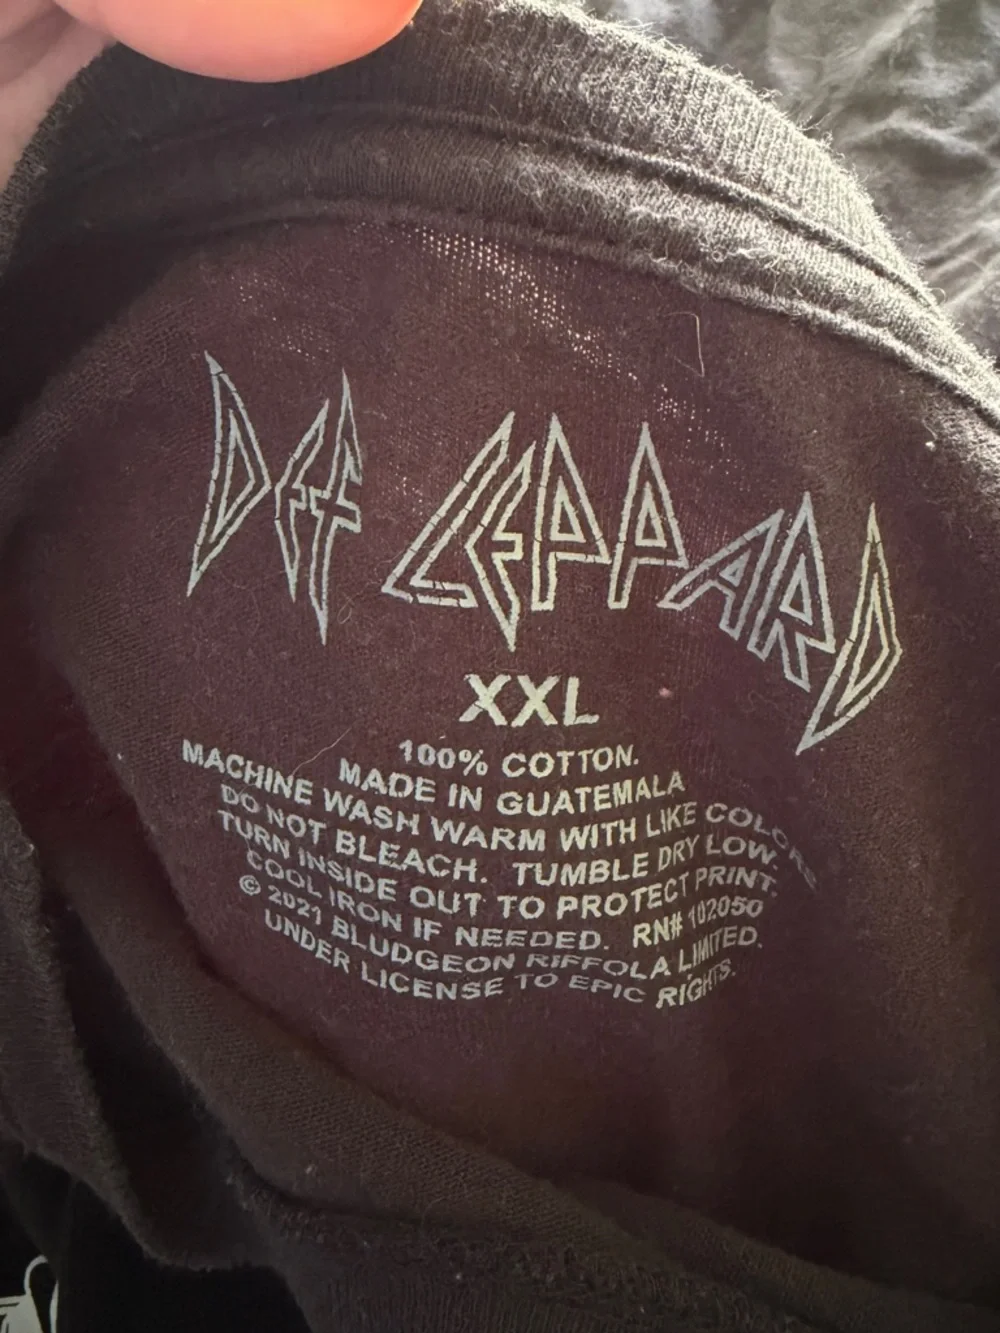 DEF LEPPARD
XXL
100% COTTON.
MADE IN GUATEMALA
MACHINE WASH WARM WITH LIKE COLORS
DO NOT BLEACH. TUMBLE DRY LOW.
TURN INSIDE OUT TO PROTECT PRINT.
COOL IRON IF NEEDED. RN# 102050
© 2021 BLUDGEON RIFFOLA LIMITED.
UNDER LICENSE TO EPIC RIGHTS.